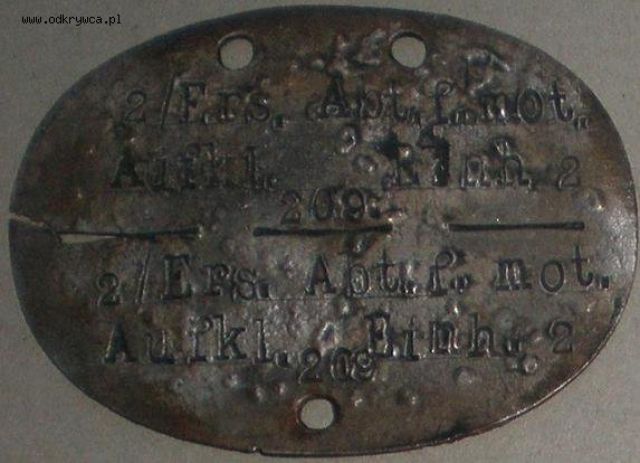 www.odkrywca.pl
2/Ers. Abt. f. mot.
Aufkl. Einh. 2
209.
2/Ers. Abt. f. mot.
Aufkl. Einh. 2
209